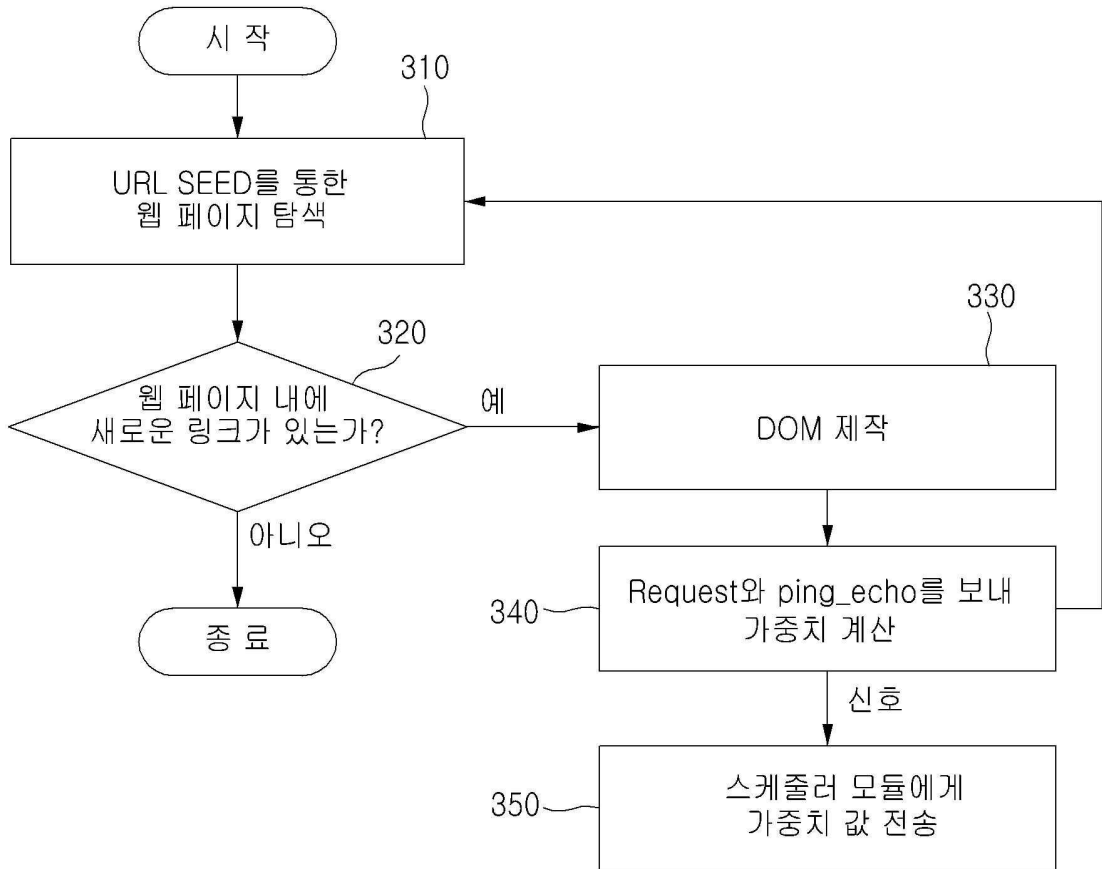 시 작
310
URL SEED를 통한
웹 페이지 탐색
320
웹 페이지 내에
새로운 링크가 있는가?
예
330
DOM 제작
아니오
종 료
340
Request와 ping_echo를 보내
가중치 계산
신호
350
스케줄러 모듈에게
가중치 값 전송